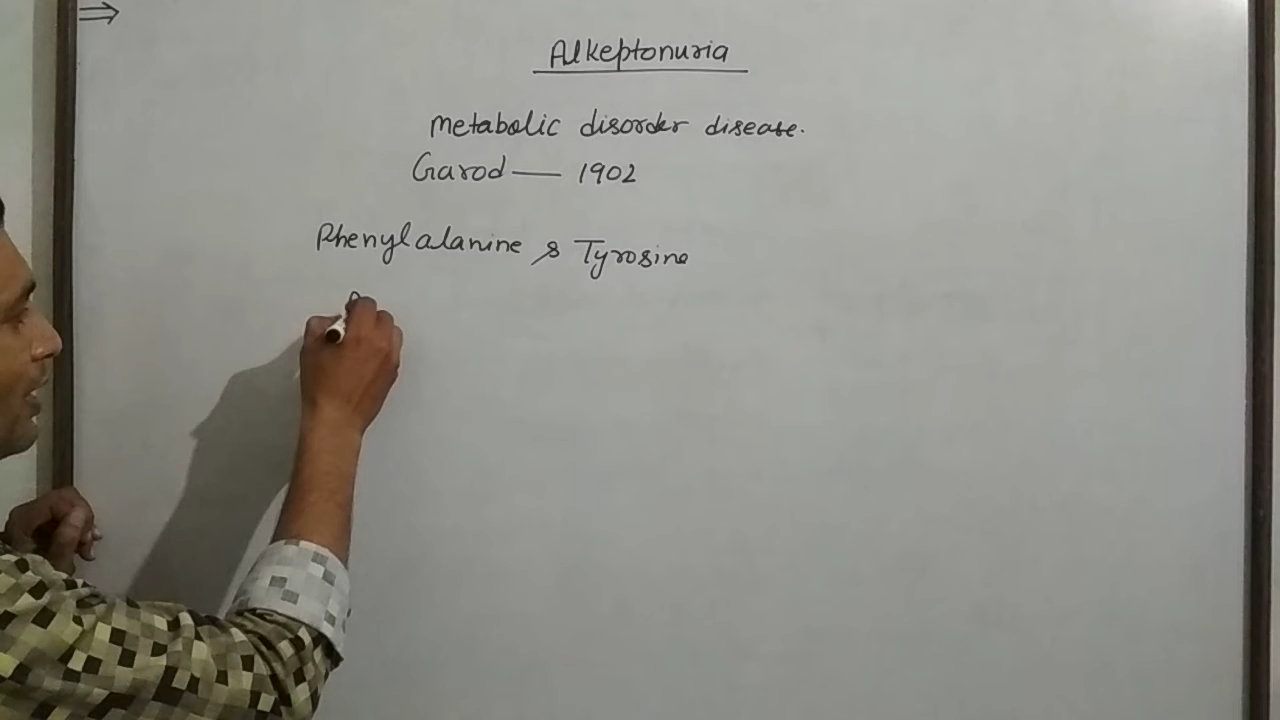 ⇒
Alkeptonuria
Metabolic disorder disease.
Garod — 1902
Phenylalanine & Tyrosine